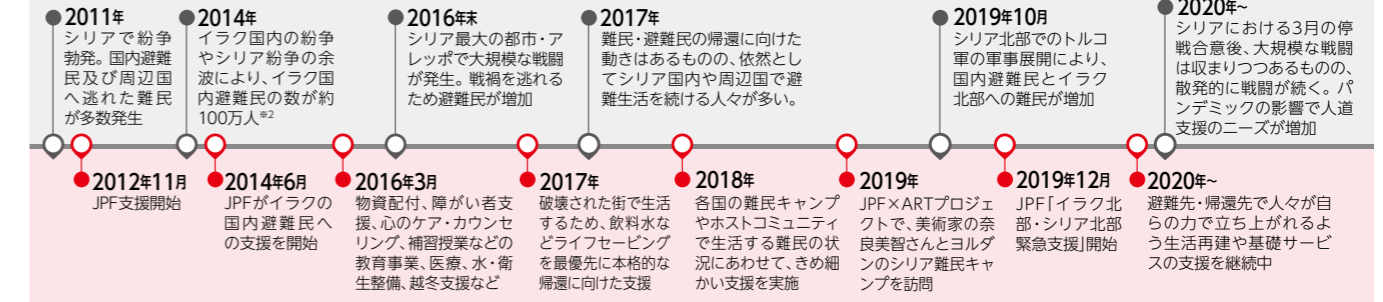 2011年
シリアで紛争
勃発。国内避難
民及び周辺国
へ逃れた難民
が多数発生
2014年
イラク国内の紛争
やシリア紛争の余
波により、イラク国
内避難民の数が約
100万人※2
2016年末
シリア最大の都市・ア
レッポで大規模な戦闘
が発生。戦禍を逃れる
ため避難民が増加
2017年
難民・避難民の帰還に向けた
動きはあるものの、依然とし
てシリア国内や周辺国で避
難生活を続ける人々が多い。
2019年10月
シリア北部でのトルコ
軍の軍事展開により、
国内避難民とイラク
北部への難民が増加
2020年~
シリアにおける3月の停
戦合意後、大規模な戦闘
は収まりつつあるものの、
散発的に戦闘が続く。パ
ンデミックの影響で人道
支援のニーズが増加
2012年11月
JPF支援開始
2014年6月
JPFがイラクの
国内避難民へ
の支援を開始
2016年3月
物資配付、障がい者支
援、心のケア・カウンセ
リング、補習授業などの
教育事業、医療、水・衛
生整備、越冬支援など
2017年
破壊された街で生活
するため、飲料水な
どライフセービング
を最優先に本格的な
帰還に向けた支援
2018年
各国の難民キャンプ
やホストコミュニティ
で生活する難民の状
況にあわせて、きめ細
かい支援を実施
2019年
JPF×ARTプロジェ
クトで、美術家の奈
良美智さんとヨルダ
ンのシリア難民キャ
ンプを訪問
2019年12月
JPF「イラク北
部・シリア北部
緊急支援」開始
2020年~
避難先・帰還先で人々が自
らの力で立ち上がれるよ
う生活再建や基礎サービ
スの支援を継続中